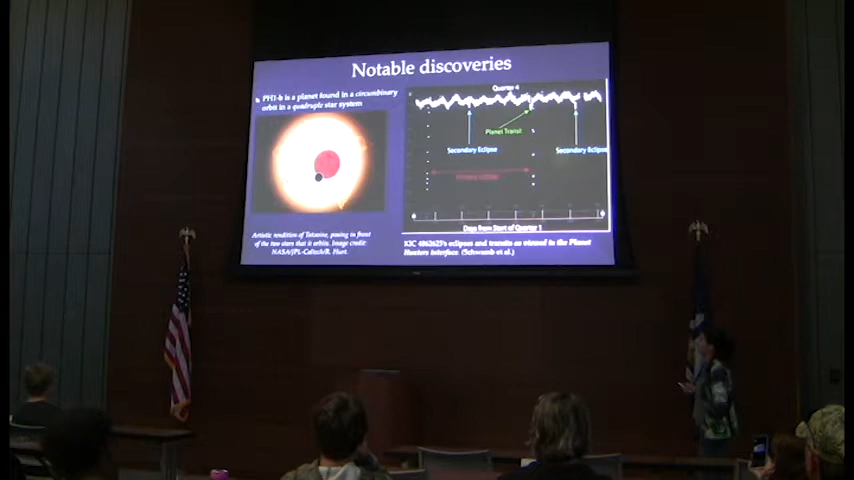 Notable discoveries
PH1-b is a planet found in a circumbinary
orbit in a quadruple star system
Quarter 4
Planet Transit
Secondary Eclipse
Secondary Eclipse
Days from Start of Quarter 1
Artistic rendition of Tatooine, passing in front
of the two stars that it orbits. Image credit:
NASA/JPL-Caltech/R. Hurt.
KIC 4862625's eclipses and transits as viewed in the Planet
Hunters interface. (Schwamb et al.)